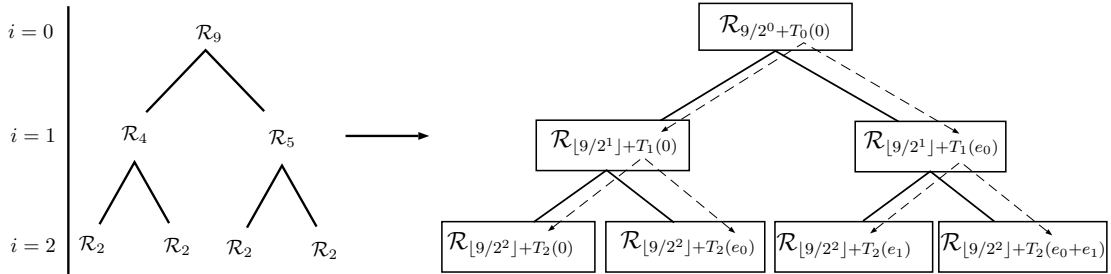 i = 0 R_9 R_{9/2^0+T_0(0)}
i = 1 R_4 R_5 R_{⌊9/2^1⌋+T_1(0)} R_{⌊9/2^1⌋+T_1(e_0)}
i = 2 R_2 R_2 R_2 R_2 R_{⌊9/2^2⌋+T_2(0)} R_{⌊9/2^2⌋+T_2(e_0)} R_{⌊9/2^2⌋+T_2(e_1)} R_{⌊9/2^2⌋+T_2(e_0+e_1)}